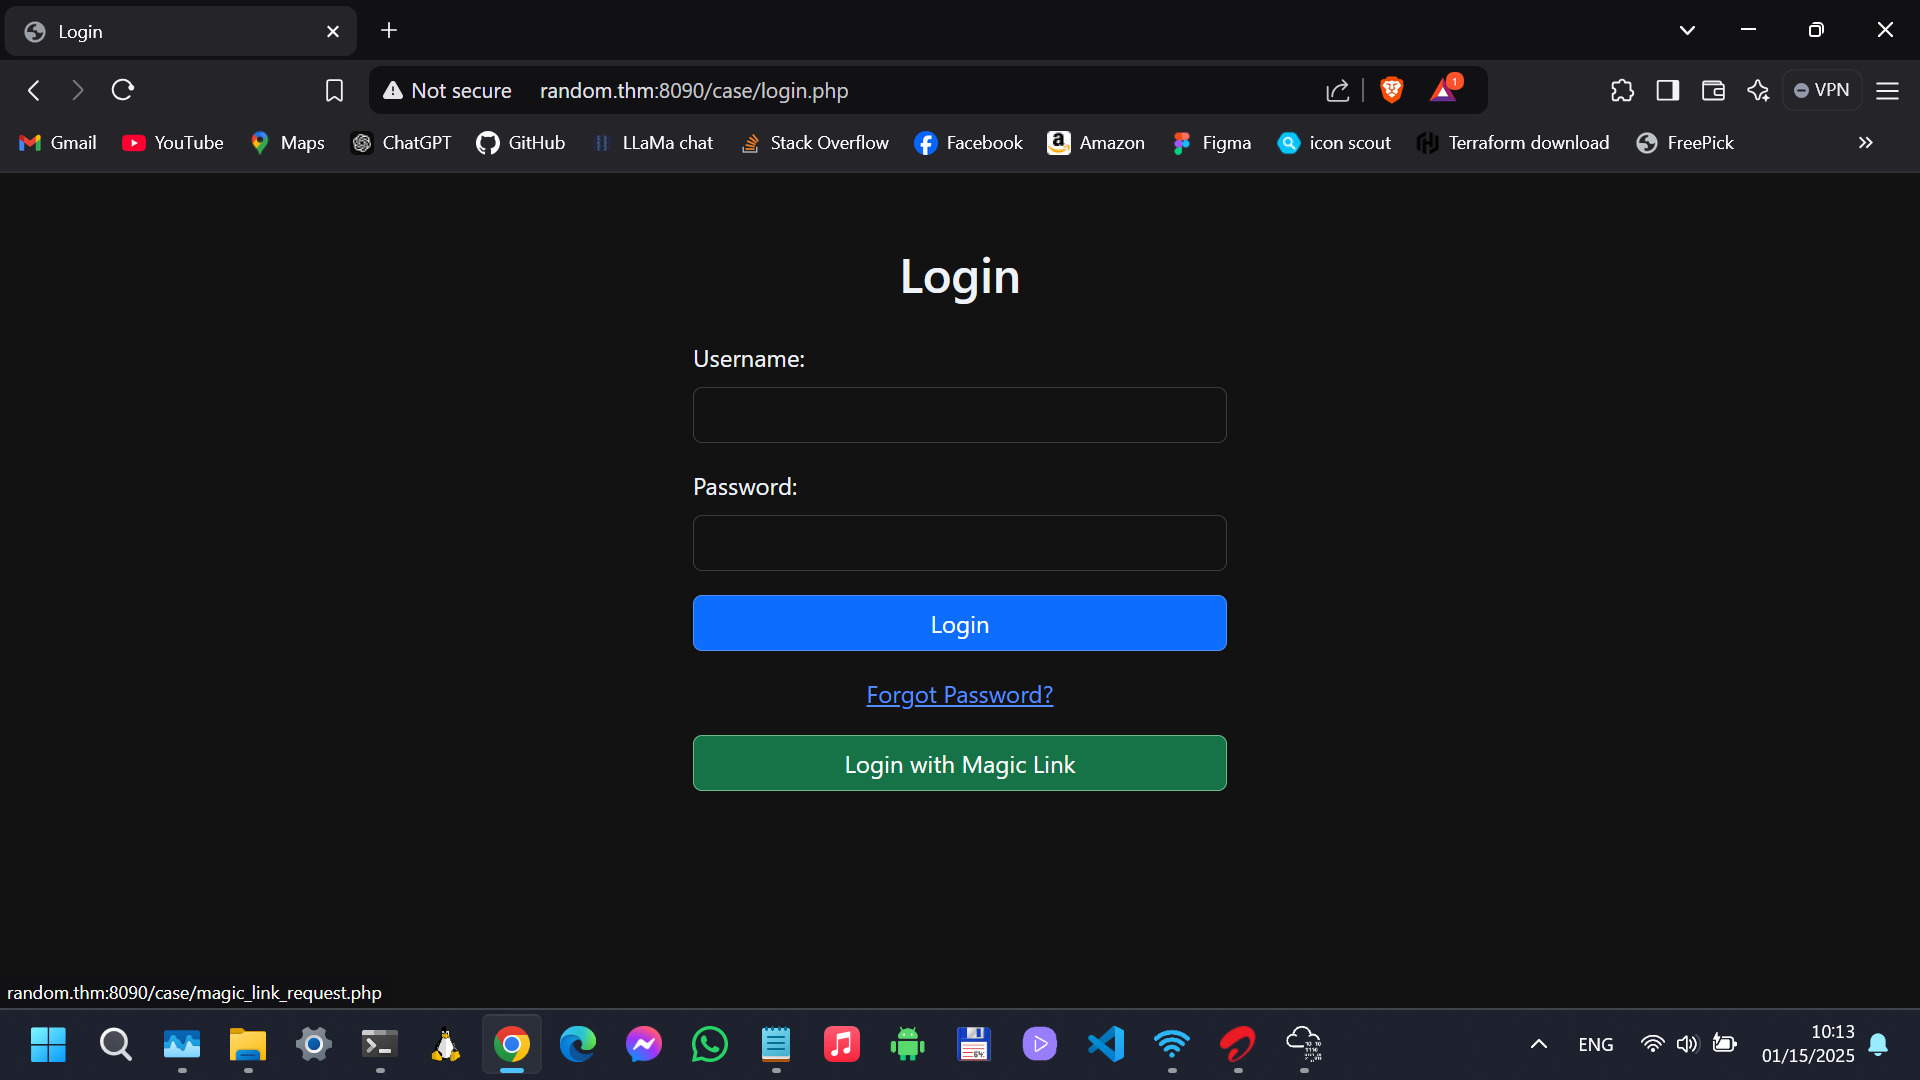 Login
Not secure random.thm:8090/case/login.php
1
VPN
Gmail YouTube Maps ChatGPT GitHub LLaMa chat Stack Overflow Facebook Amazon Figma icon scout Terraform download FreePick
Login
Username:
Password:
Login
Forgot Password?
Login with Magic Link
random.thm:8090/case/magic_link_request.php
ENG
10:13
01/15/2025